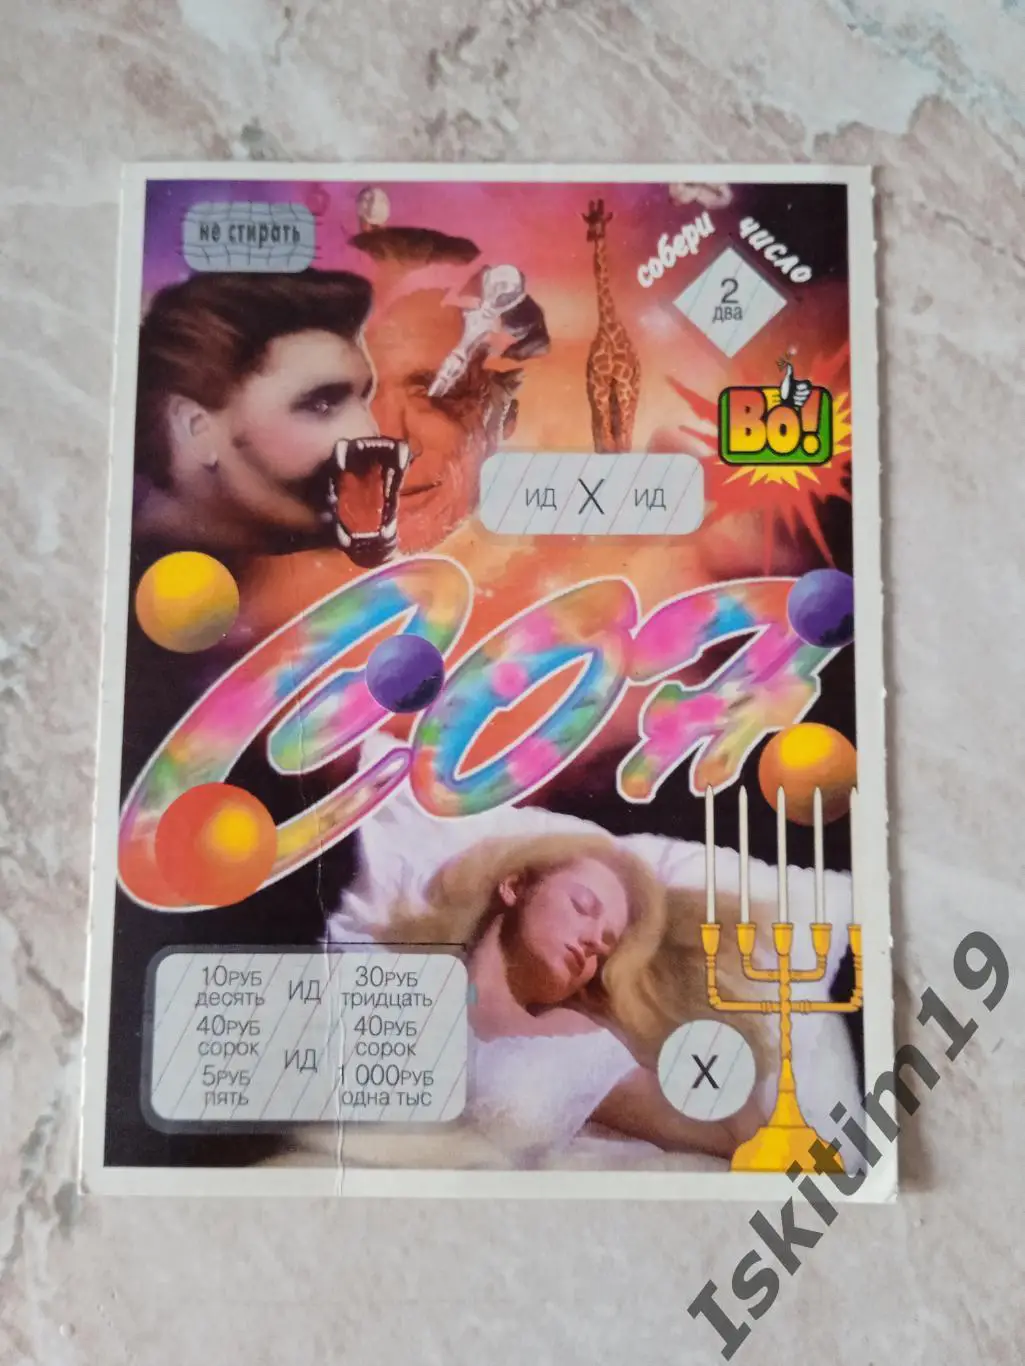 не стирать
собери число
2
два
Во!
ИД X ИД
Сон
10РУБ ИД 30РУБ
десять тридцать
40РУБ 40РУБ
сорок ИД сорок
5РУБ 1 000РУБ
пять одна тыс
X
Iskitim19